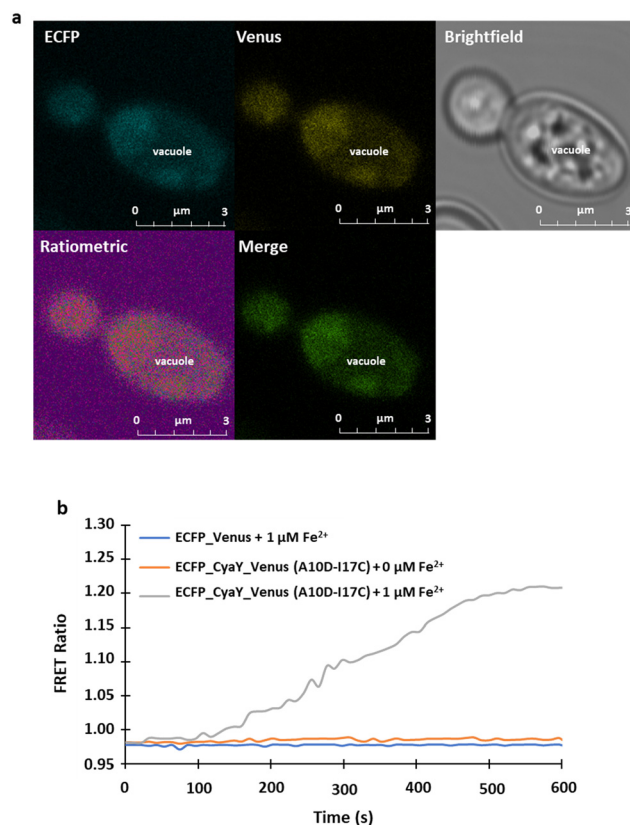 a
ECFP
Venus
Brightfield
vacuole
vacuole
vacuole
0 µm 3
0 µm 3
0 µm 3
Ratiometric
Merge
vacuole
vacuole
0 µm 3
0 µm 3
b
1.30
1.25
1.20
1.15
1.10
1.05
1.00
0.95
FRET Ratio
ECFP_Venus + 1 µM Fe²⁺
ECFP_CyaY_Venus (A10D-I17C) + 0 µM Fe²⁺
ECFP_CyaY_Venus (A10D-I17C) + 1 µM Fe²⁺
0 100 200 300 400 500 600
Time (s)